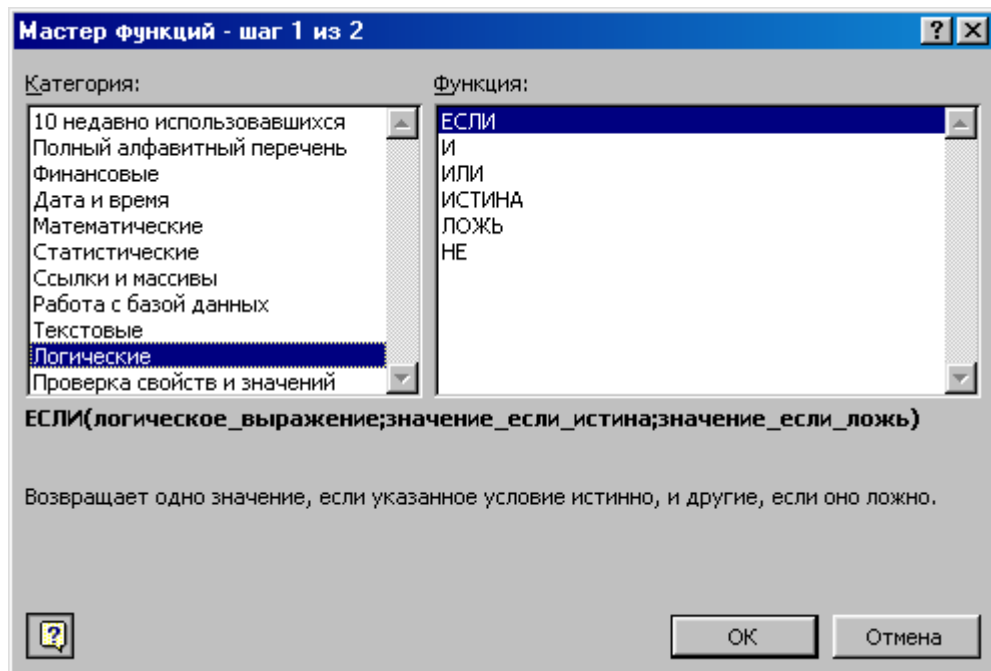 Мастер функций - шаг 1 из 2
Категория:
Функция:
10 недавно использовавшихся
Полный алфавитный перечень
Финансовые
Дата и время
Математические
Статистические
Ссылки и массивы
Работа с базой данных
Текстовые
Логические
Проверка свойств и значений
ЕСЛИ
И
ИЛИ
ИСТИНА
ЛОЖЬ
НЕ
ЕСЛИ(логическое_выражение;значение_если_истина;значение_если_ложь)
Возвращает одно значение, если указанное условие истинно, и другие, если оно ложно.
ОК
Отмена